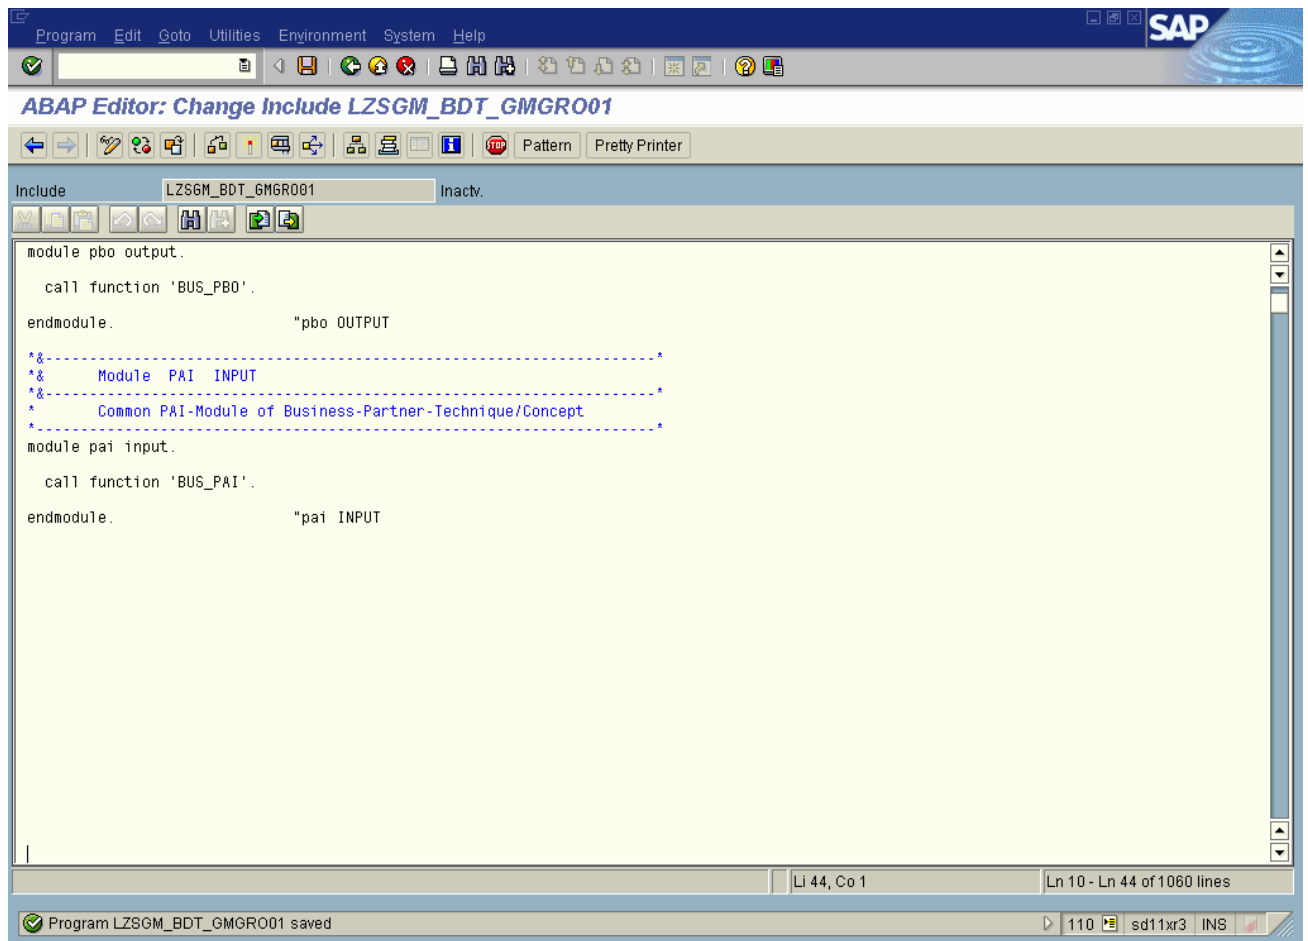 Program Edit Goto Utilities Environment System Help
SAP
ABAP Editor: Change Include LZSGM_BDT_GMGRO01
STOP Pattern Pretty Printer
Include LZSGM_BDT_GMGRO01 Inactv.
module pbo output.
call function 'BUS_PBO'.
endmodule. "pbo OUTPUT
*&---------------------------------------------------------------------*
*& Module PAI INPUT
*&---------------------------------------------------------------------*
* Common PAI-Module of Business-Partner-Technique/Concept
*----------------------------------------------------------------------*
module pai input.
call function 'BUS_PAI'.
endmodule. "pai INPUT
Li 44, Co 1 Ln 10 - Ln 44 of 1060 lines
Program LZSGM_BDT_GMGRO01 saved 110 sd11xr3 INS